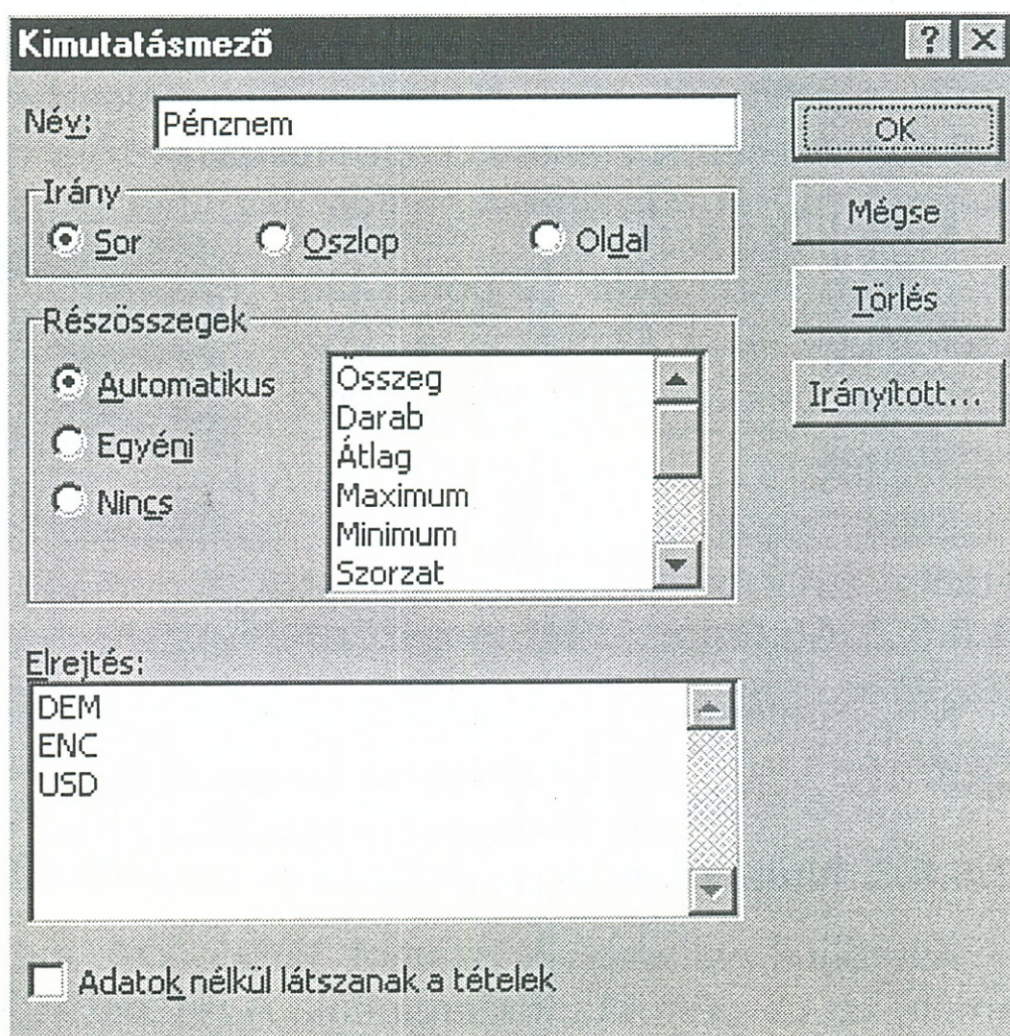 Kimutatásmező
Név: Pénznem
OK
Irány
Sor Oszlop Oldal
Mégse
Törlés
Részösszegek
Automatikus
Egyéni
Nincs
Összeg
Darab
Átlag
Maximum
Minimum
Szorzat
Irányított...
Elrejtés:
DEM
ENC
USD
Adatok nélkül látszanak a tételek